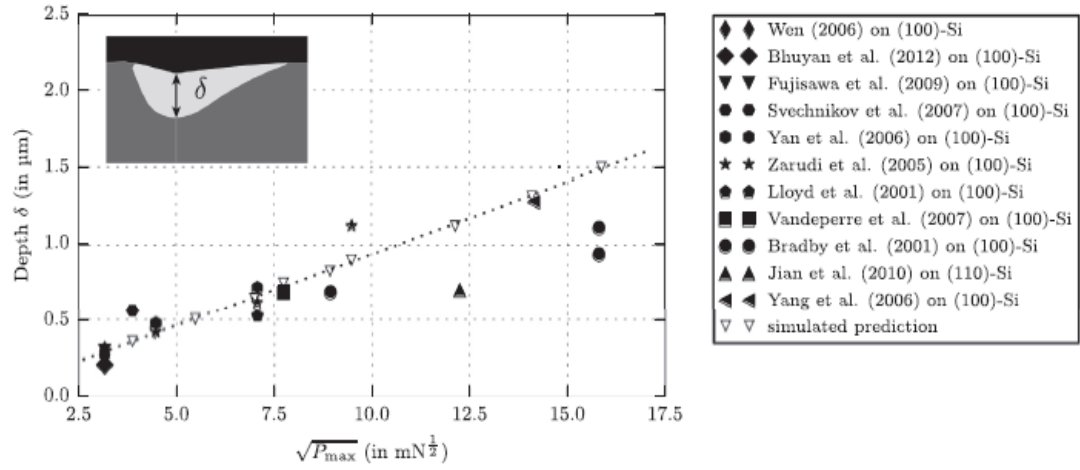 2.5
2.0
1.5
1.0
0.5
0.0
Depth δ (in μm)
δ
2.5 5.0 7.5 10.0 12.5 15.0 17.5
√P_max (in mN^{1/2})
Wen (2006) on (100)-Si
Bhuyan et al. (2012) on (100)-Si
Fujisawa et al. (2009) on (100)-Si
Svechnikov et al. (2007) on (100)-Si
Yan et al. (2006) on (100)-Si
Zarudi et al. (2005) on (100)-Si
Lloyd et al. (2001) on (100)-Si
Vandeperre et al. (2007) on (100)-Si
Bradby et al. (2001) on (100)-Si
Jian et al. (2010) on (110)-Si
Yang et al. (2006) on (100)-Si
simulated prediction